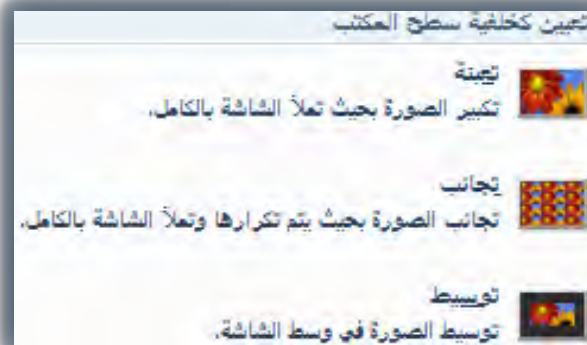 تعيين كخلفية سطح المكتب
تعبئة
تكبير الصورة بحيث تملأ الشاشة بالكامل.
تجانب
تجانب الصورة بحيث يتم تكرارها وتملأ الشاشة بالكامل.
توسيط
توسيط الصورة في وسط الشاشة.